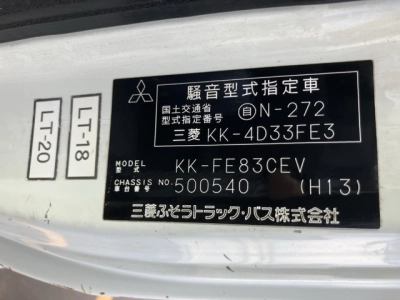 騒音型式指定車
国土交通省
型式指定番号 自N-272
三菱 KK-4D33FE3
MODEL
型式 KK-FE83CEV
CHASSIS NO.
車台番号 500540 (H13)
三菱ふそうトラック・バス株式会社
LT-18
LT-20